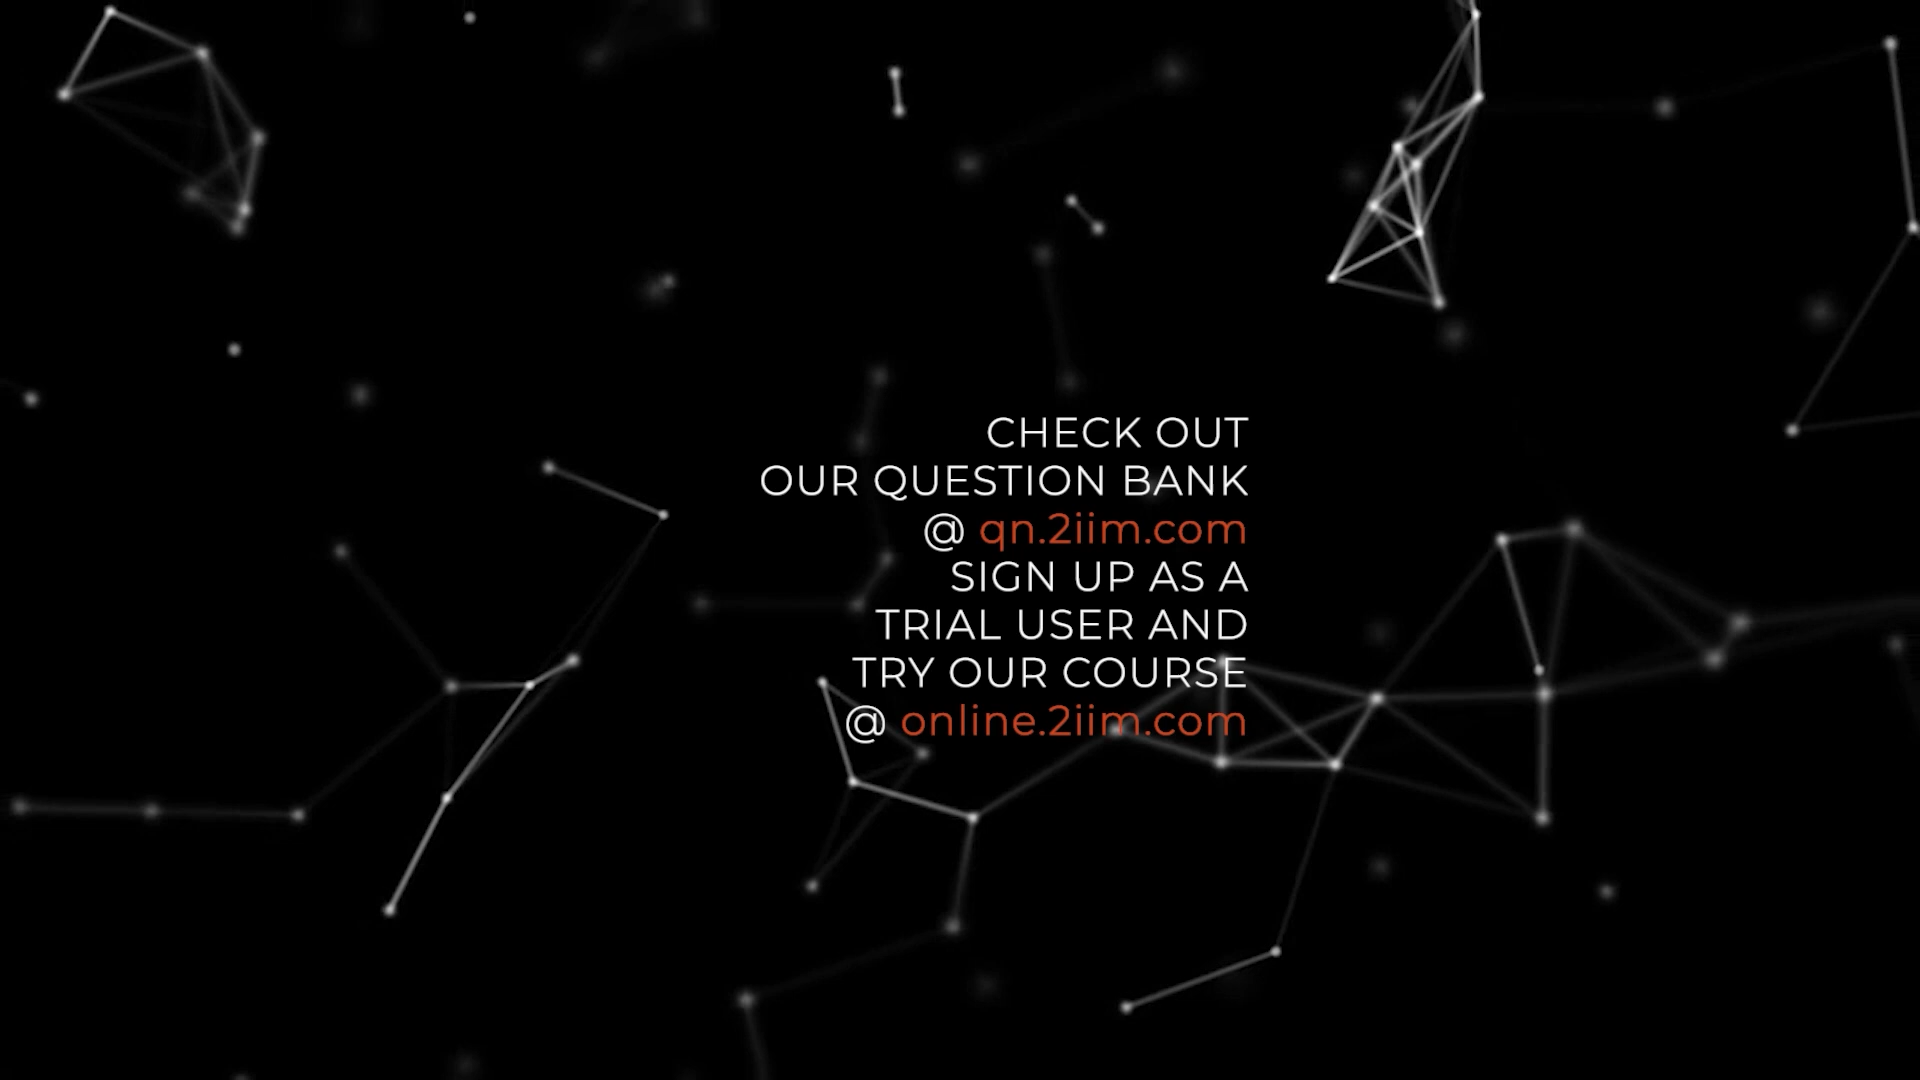 CHECK OUT
OUR QUESTION BANK
@ qn.2iim.com
SIGN UP AS A
TRIAL USER AND
TRY OUR COURSE
@ online.2iim.com